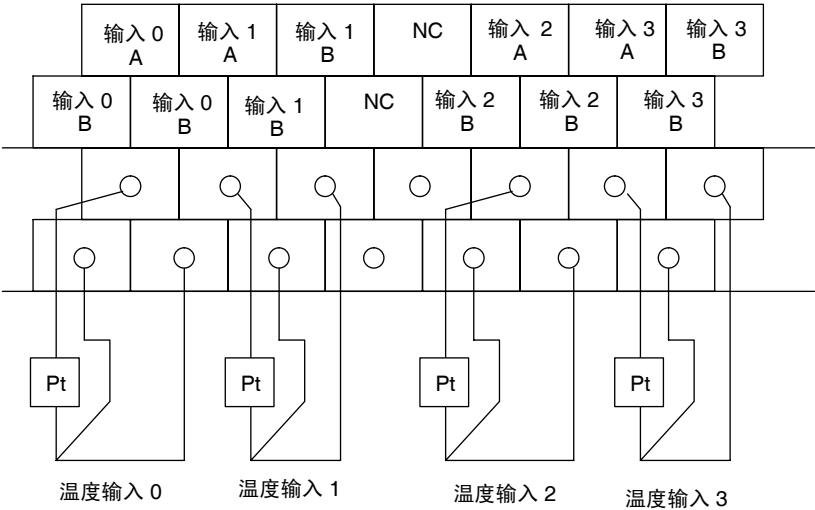 输入 0 A
输入 1 A
输入 1 B
NC
输入 2 A
输入 3 A
输入 3 B
输入 0 B
输入 0 B
输入 1 B
NC
输入 2 B
输入 2 B
输入 3 B
Pt
Pt
Pt
Pt
温度输入 0
温度输入 1
温度输入 2
温度输入 3